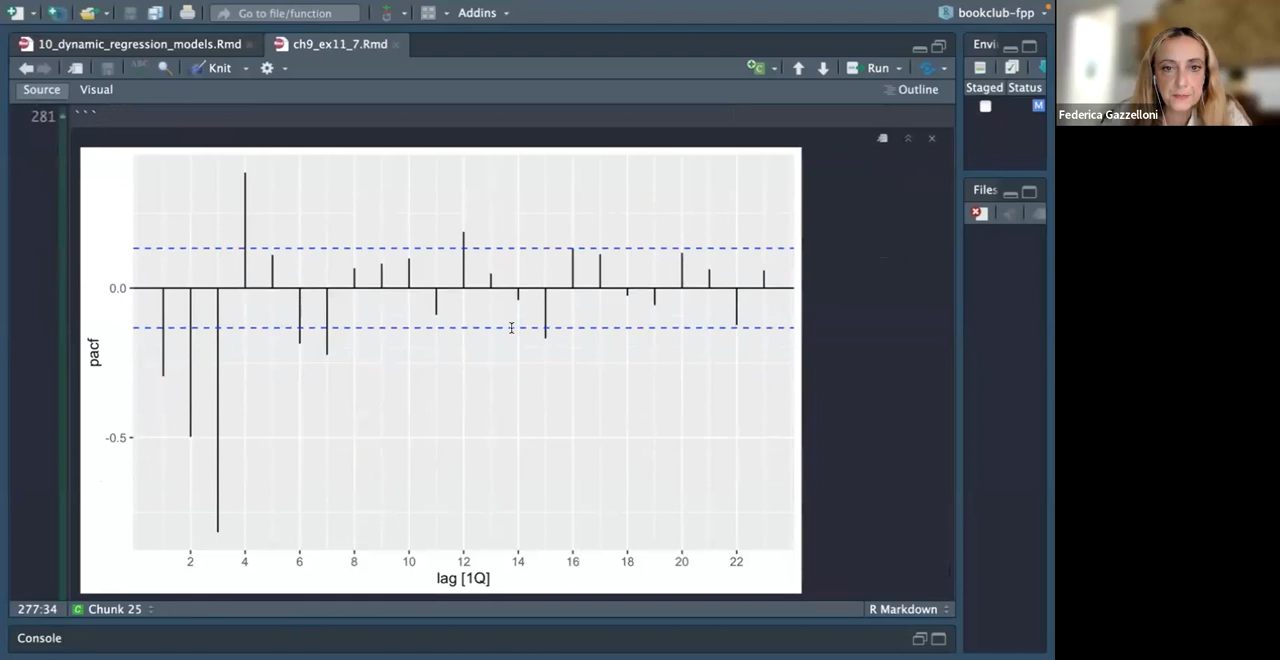 Go to file/function
Addins
bookclub-fpp
10_dynamic_regression_models.Rmd
ch9_ex11_7.Rmd
Envi
Knit
Run
Source
Visual
Outline
Staged
Status
M
281
```
Federica Gazzelloni
Files
0.0
-0.5
pacf
2
4
6
8
10
12
14
16
18
20
22
lag [1Q]
277:34
C
Chunk 25
R Markdown
Console